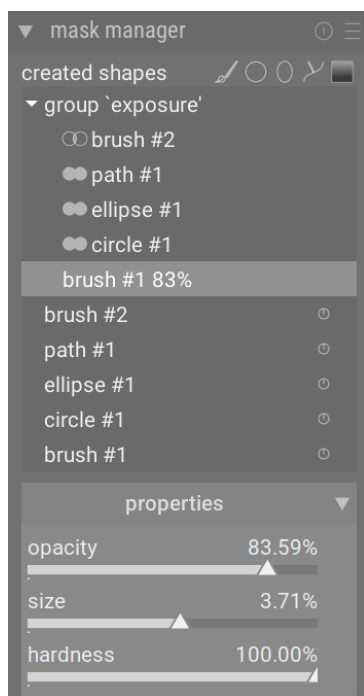 mask manager
created shapes
group `exposure'
brush #2
path #1
ellipse #1
circle #1
brush #1 83%
brush #2
path #1
ellipse #1
circle #1
brush #1
properties
opacity 83.59%
size 3.71%
hardness 100.00%